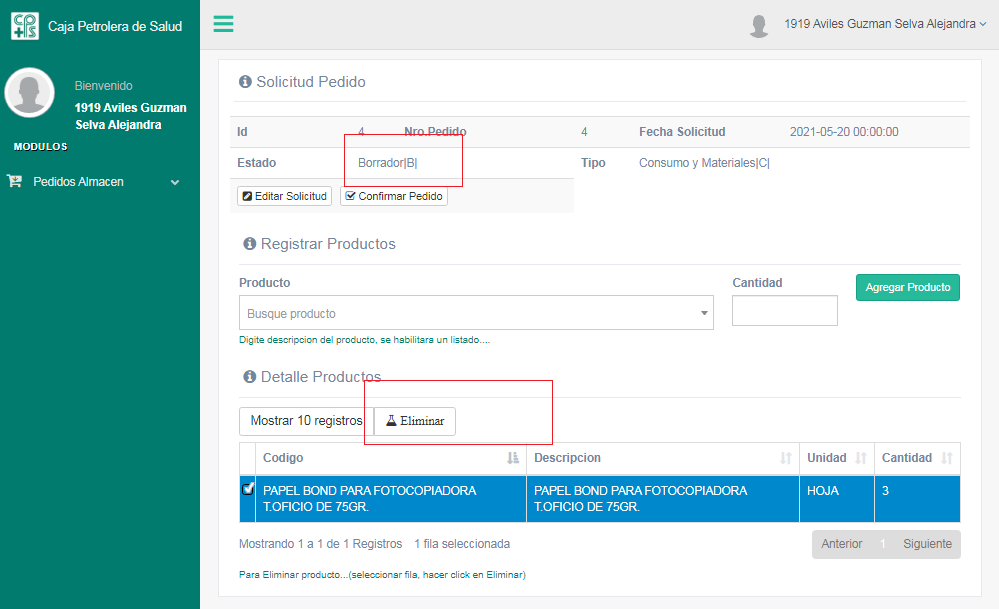 Caja Petrolera de Salud
1919 Aviles Guzman Selva Alejandra
Bienvenido
1919 Aviles Guzman
Selva Alejandra
MODULOS
Pedidos Almacen
Solicitud Pedido
Id 4 Nro.Pedido 4 Fecha Solicitud 2021-05-20 00:00:00
Estado Borrador|B| Tipo Consumo y Materiales|C|
Editar Solicitud Confirmar Pedido
Registrar Productos
Producto Cantidad
Agregar Producto
Busque producto
Digite descripcion del producto, se habilitara un listado....
Detalle Productos
Mostrar 10 registros Eliminar
Codigo Descripcion Unidad Cantidad
PAPEL BOND PARA FOTOCOPIADORA PAPEL BOND PARA FOTOCOPIADORA HOJA 3
T.OFICIO DE 75GR. T.OFICIO DE 75GR.
Mostrando 1 a 1 de 1 Registros 1 fila seleccionada
Anterior 1 Siguiente
Para Eliminar producto...(seleccionar fila, hacer click en Eliminar)